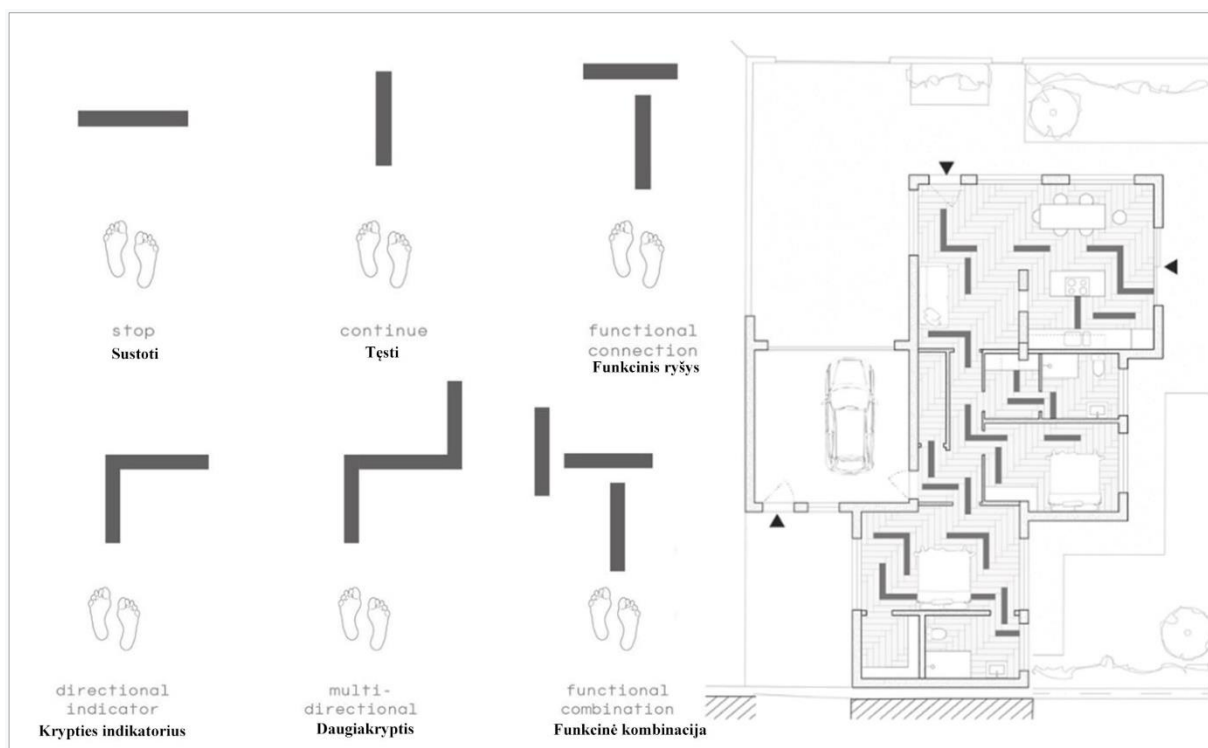 stop
Sustoti
continue
Tęsti
functional
connection
Funkcinis ryšys
directional
indicator
Krypties indikatorius
multi-
directional
Daugiakryptis
functional
combination
Funkcinė kombinacija